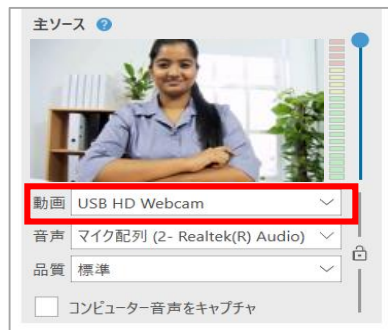 主ソース ?
動画 USB HD Webcam
音声 マイク配列 (2- Realtek(R) Audio)
品質 標準
コンピューター音声をキャプチャ